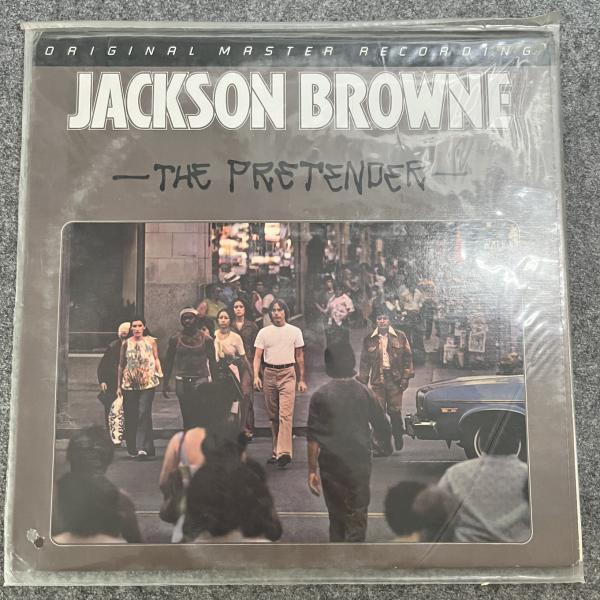 ORIGINAL MASTER RECORDING
JACKSON BROWNE
—THE PRETENDER—